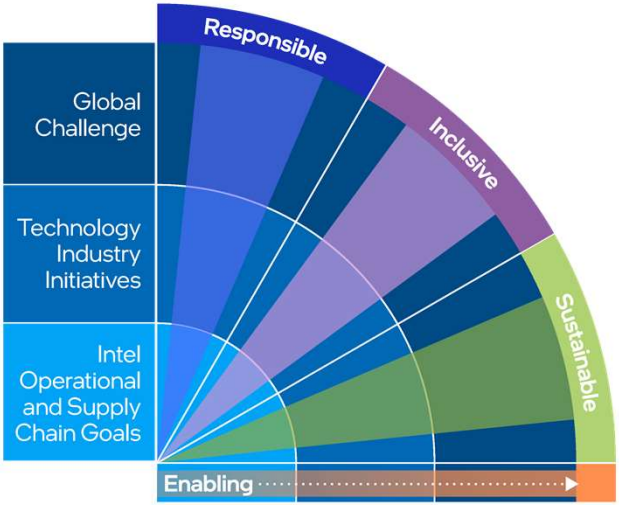 Responsible
Inclusive
Sustainable
Global
Challenge
Technology
Industry
Initiatives
Intel
Operational
and Supply
Chain Goals
Enabling